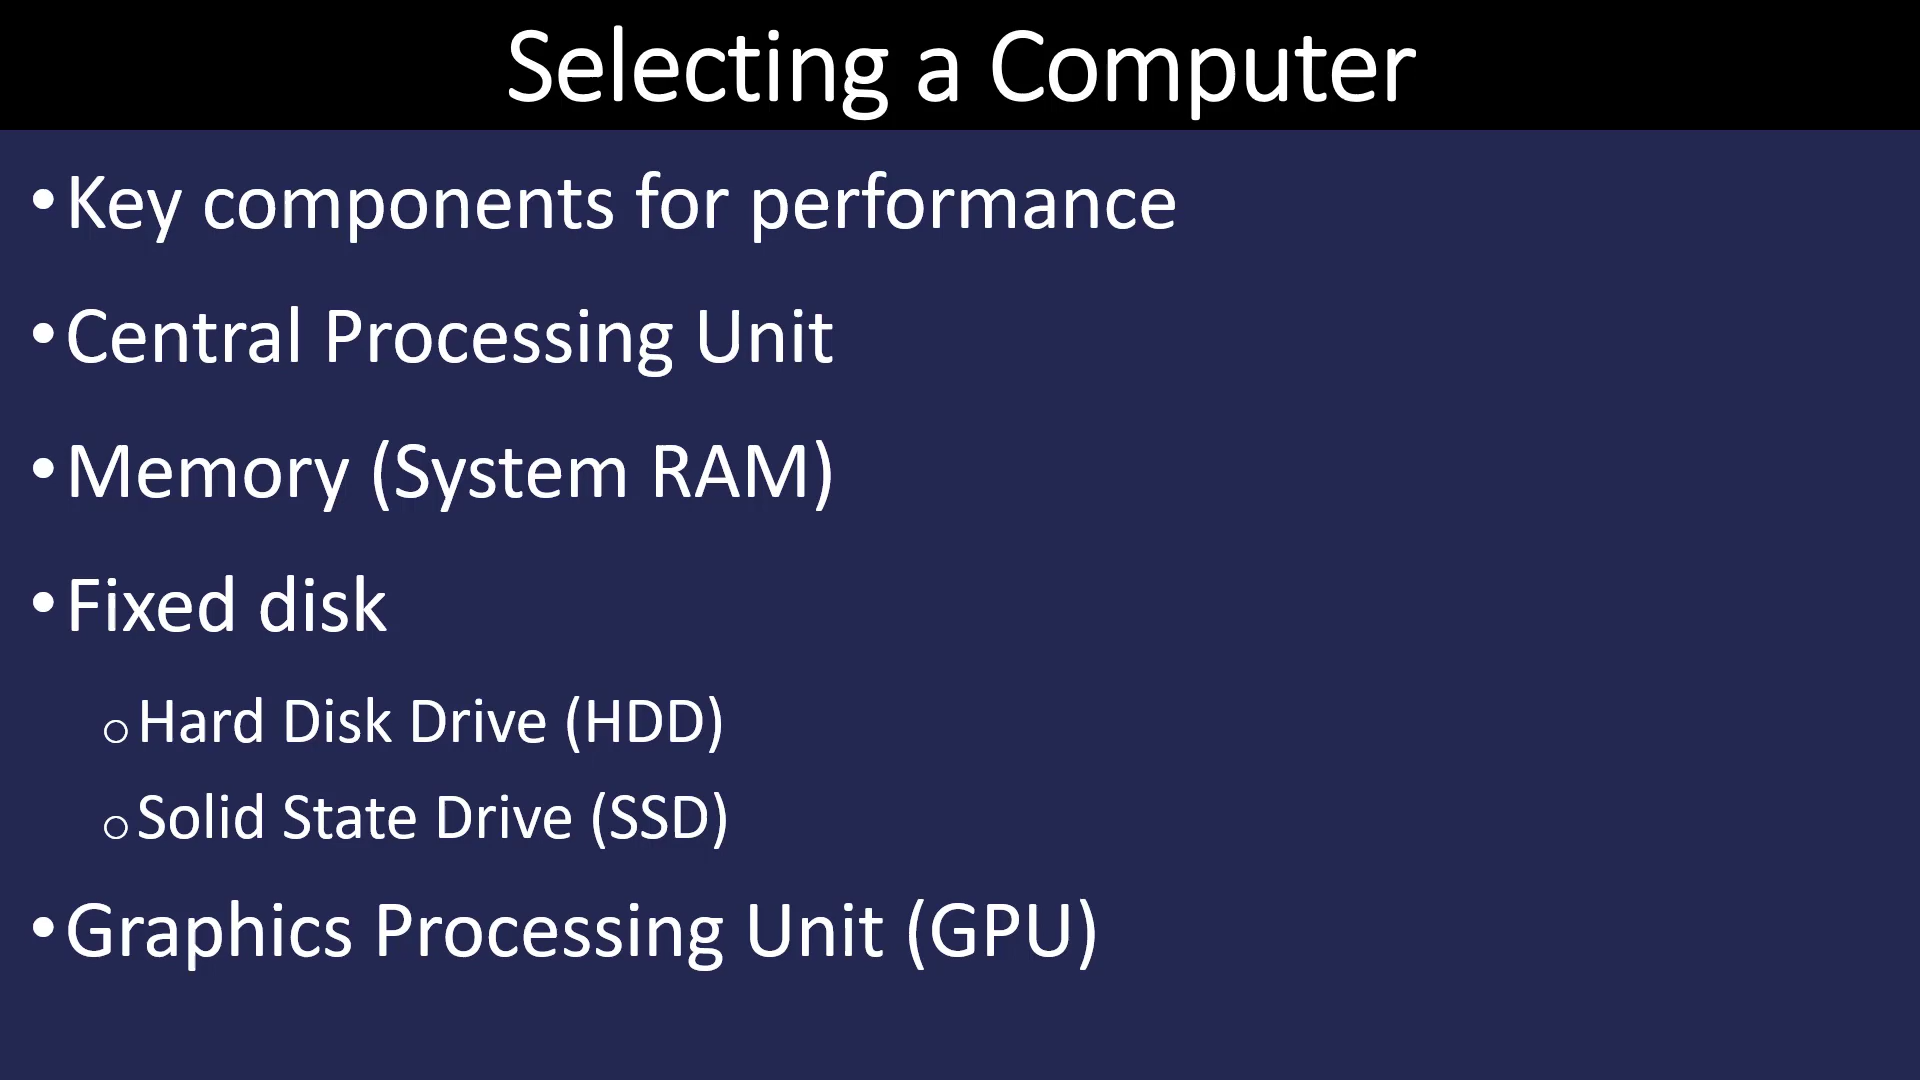 Selecting a Computer
• Key components for performance
• Central Processing Unit
• Memory (System RAM)
• Fixed disk
o Hard Disk Drive (HDD)
o Solid State Drive (SSD)
• Graphics Processing Unit (GPU)